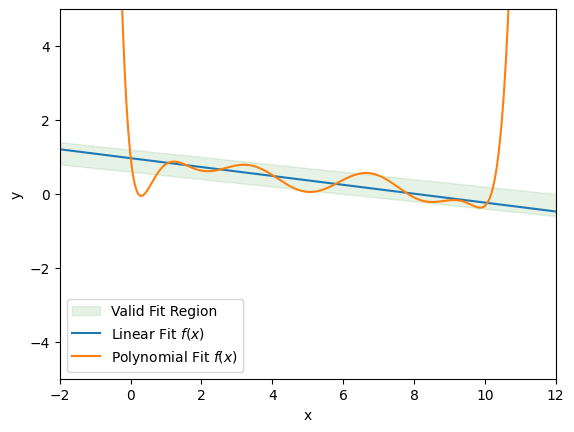 4
2
0
−2
−4
y
Valid Fit Region
Linear Fit f(x)
Polynomial Fit f(x)
−2 0 2 4 6 8 10 12
x